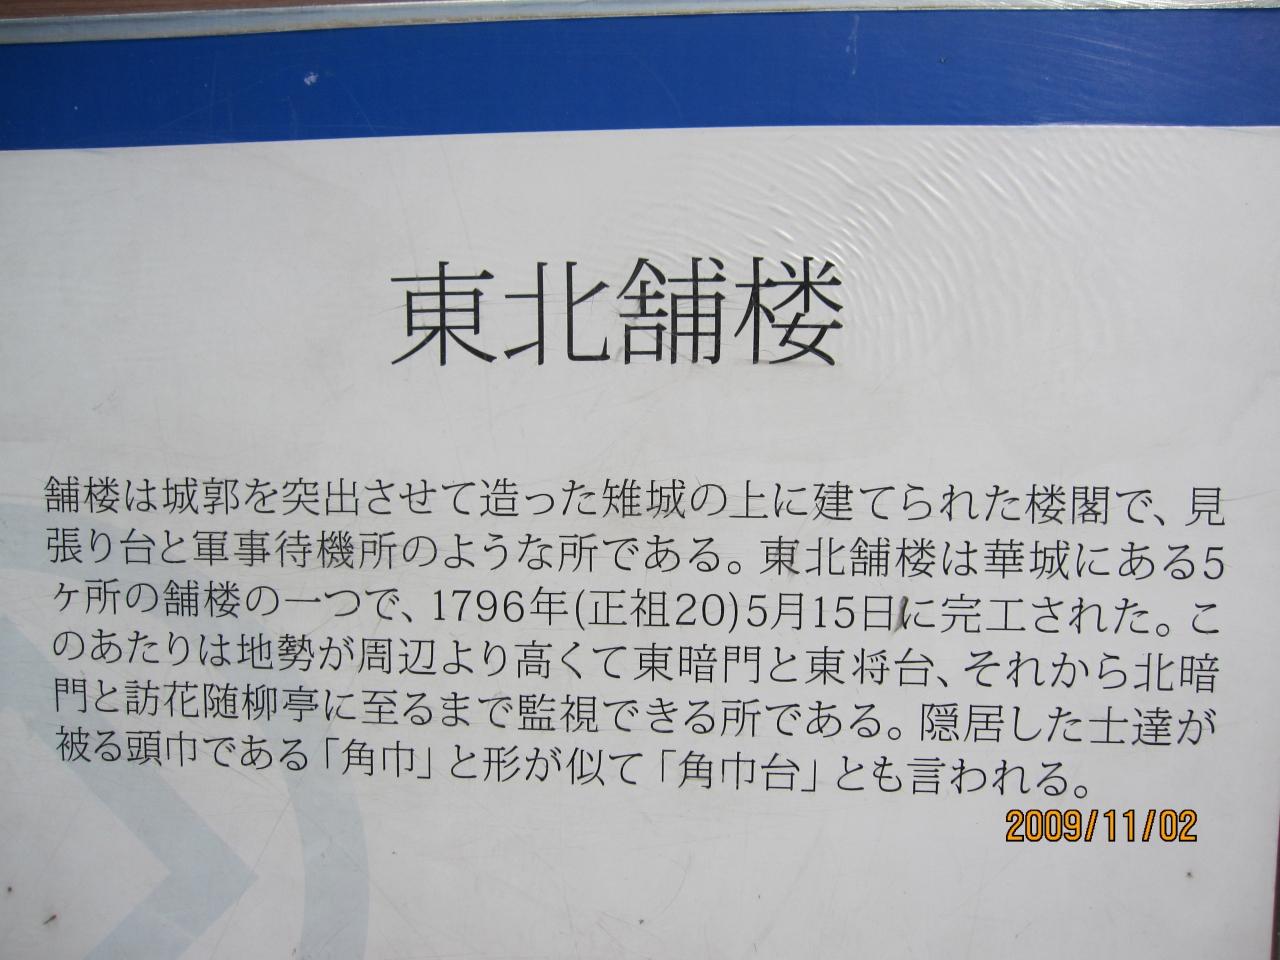 東北舗楼
舗楼は城郭を突出させて造った雉城の上に建てられた楼閣で、見
張り台と軍事待機所のような所である。東北舗楼は華城にある5
ヶ所の舗楼の一つで、1796年(正祖20)5月15日に完工された。こ
のあたりは地勢が周辺より高くて東暗門と東将台、それから北暗
門と訪花随柳亭に至るまで監視できる所である。隠居した士達が
被る頭巾である「角巾」と形が似て「角巾台」とも言われる。
2009/11/02